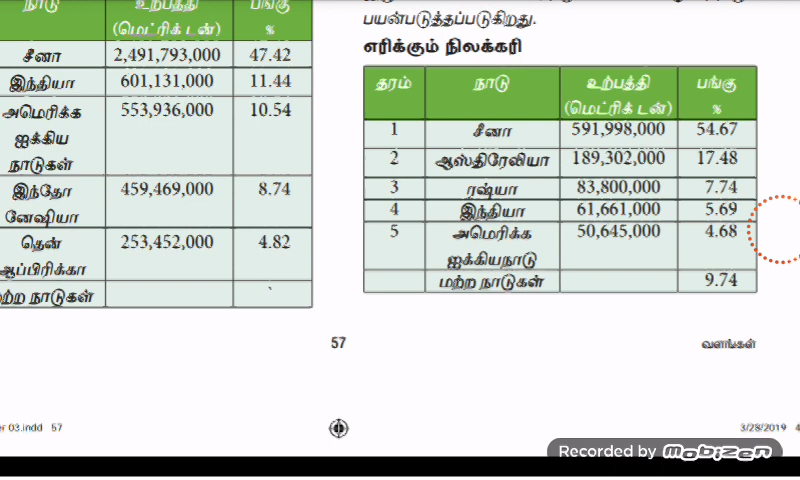 நாடு உற்பத்தி பங்கு
(மெட்ரிக் டன்) %
சீனா 2,491,793,000 47.42
இந்தியா 601,131,000 11.44
அமெரிக்க 553,936,000 10.54
ஐக்கிய
நாடுகள்
இந்தோ 459,469,000 8.74
னேஷியா
தென் 253,452,000 4.82
ஆப்பிரிக்கா
மற்ற நாடுகள்
பயன்படுத்தப்படுகிறது.
எரிக்கும் நிலக்கரி
தரம் நாடு உற்பத்தி பங்கு
(மெட்ரிக் டன்) %
1 சீனா 591,998,000 54.67
2 ஆஸ்திரேலியா 189,302,000 17.48
3 ரஷ்யா 83,800,000 7.74
4 இந்தியா 61,661,000 5.69
5 அமெரிக்க 50,645,000 4.68
ஐக்கியநாடு
மற்ற நாடுகள் 9.74
57 வளங்கள்
er 03.indd 57 3/28/2019 4
Recorded by mobizen